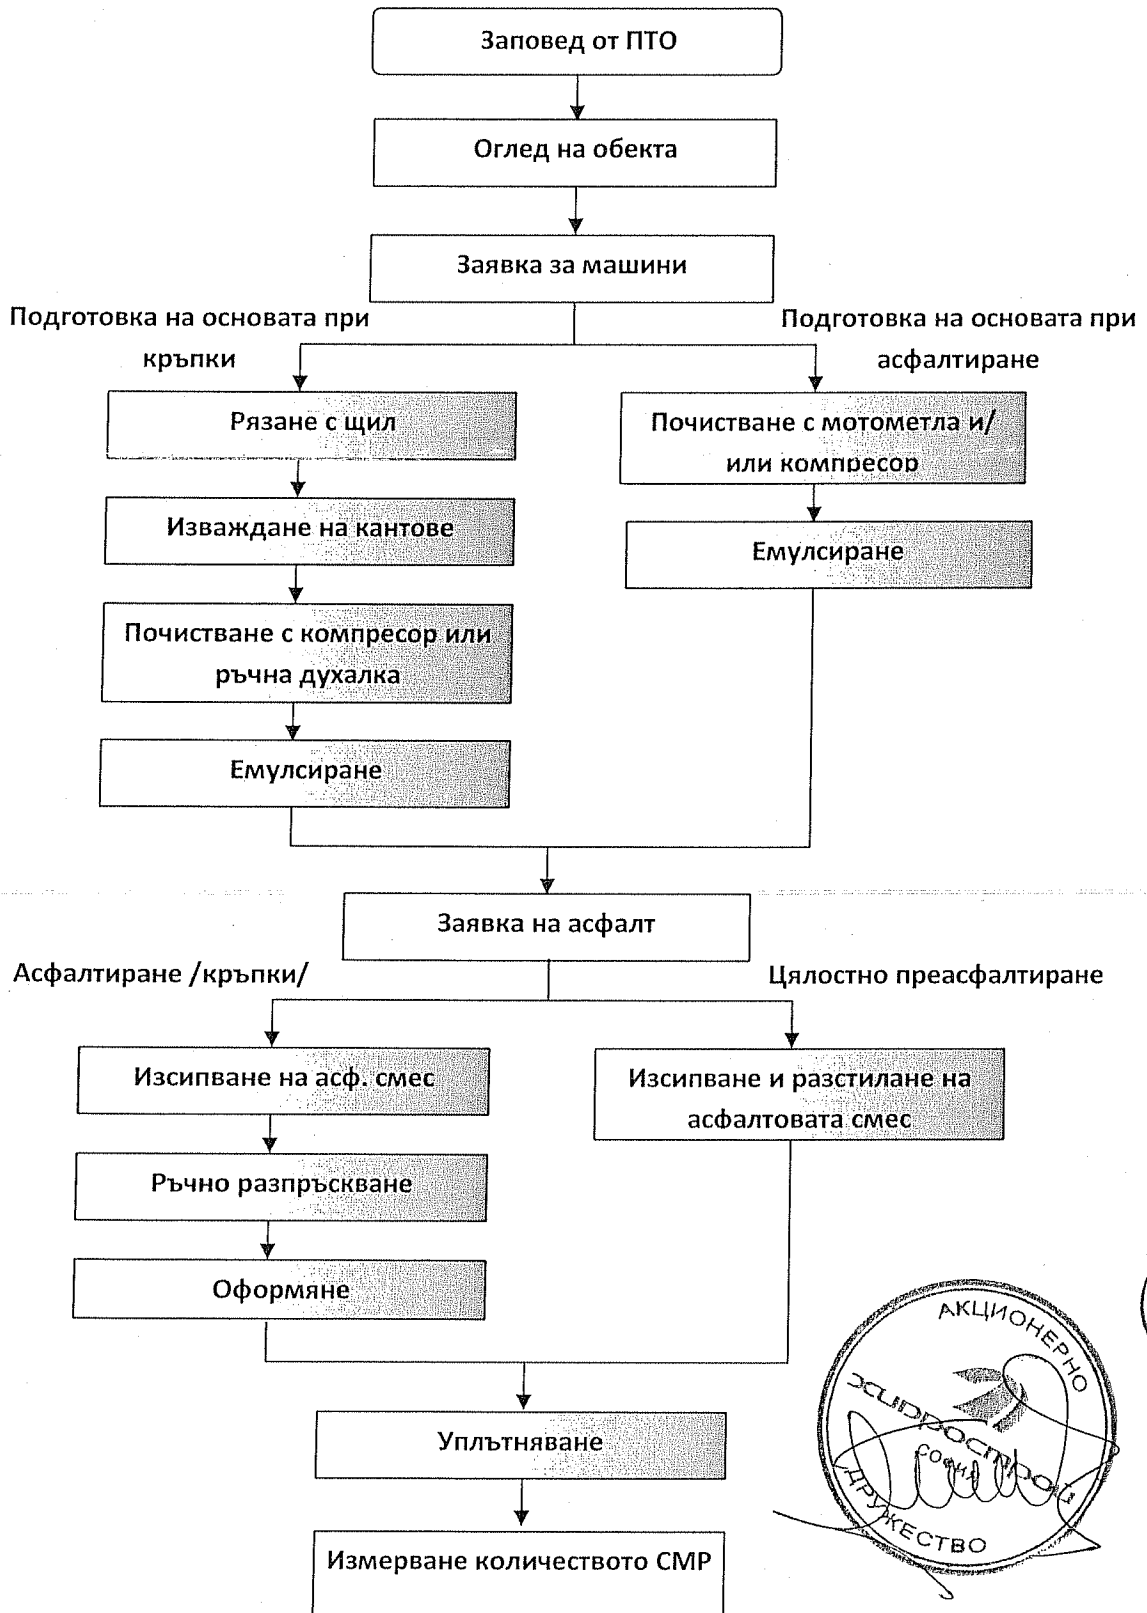 Заповед от ПТО
Оглед на обекта
Заявка за машини
Подготовка на основата при
кръпки
Подготовка на основата при
асфалтиране
Рязане с щил
Изваждане на кантове
Почистване с компресор или
ръчна духалка
Емулсиране
Почистване с мотометла и/
или компресор
Емулсиране
Заявка на асфалт
Асфалтиране /кръпки/
Цялостно преасфалтиране
Изсипване на асф. смес
Ръчно разпръскване
Оформяне
Изсипване и разстилане на
асфалтовата смес
Уплътняване
Измерване количеството СМР
АКЦИОНЕРНО
хидрострой
СОФИЯ
ДРУЖЕСТВО